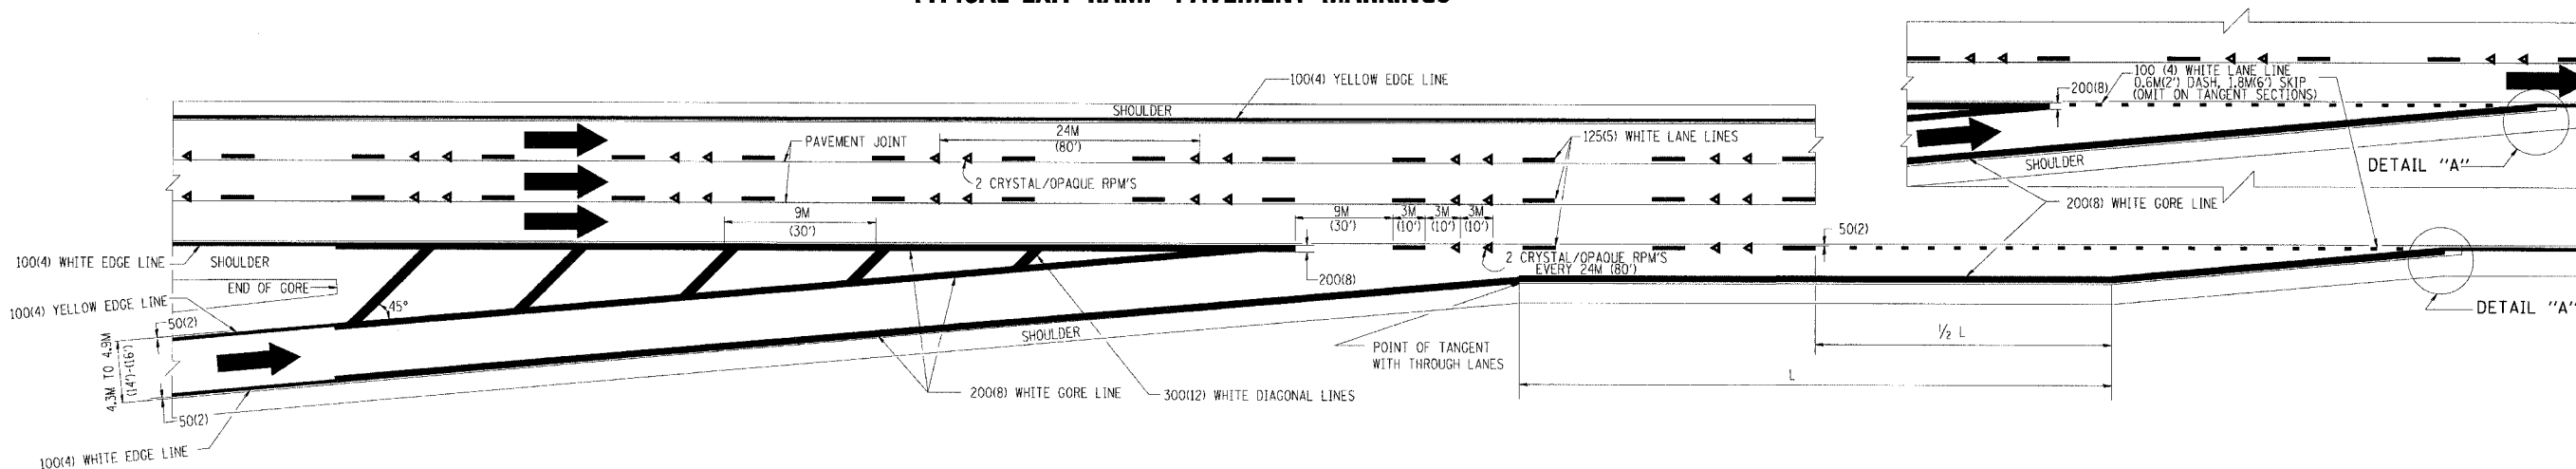 TYPICAL EXIT RAMP PAVEMENT MARKINGS
100(4) YELLOW EDGE LINE
SHOULDER
24M
(80')
PAVEMENT JOINT
125(5) WHITE LANE LINES
2 CRYSTAL/OPAQUE RPM'S
9M
(30')
9M
(30')
3M
(10')
3M
(10')
3M
(10')
100(4) WHITE EDGE LINE
SHOULDER
END OF GORE
100(4) YELLOW EDGE LINE
45°
50(2)
4.3M TO 4.9M
(14')-(16')
50(2)
100(4) WHITE EDGE LINE
200(8) WHITE GORE LINE
300(12) WHITE DIAGONAL LINES
SHOULDER
200(8)
2 CRYSTAL/OPAQUE RPM'S
EVERY 24M (80')
POINT OF TANGENT
WITH THROUGH LANES
L
1/2 L
50(2)
200(8)
100 (4) WHITE LANE LINE
0.6M(2') DASH, 1.8M(6') SKIP
(OMIT ON TANGENT SECTIONS)
SHOULDER
DETAIL "A"
200(8) WHITE GORE LINE
DETAIL "A"